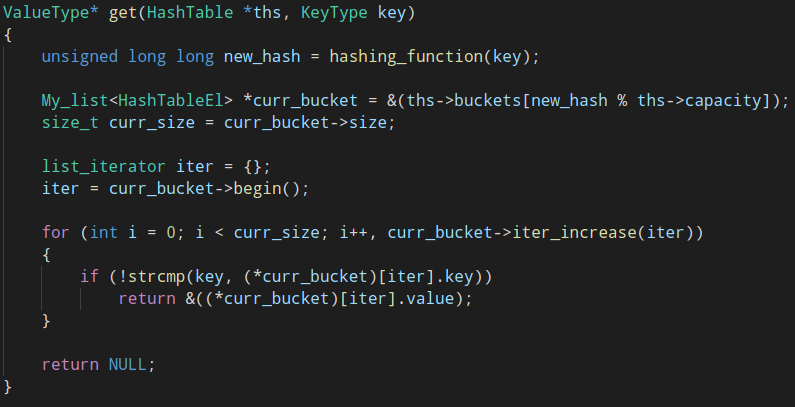 ValueType* get(HashTable *ths, KeyType key)
{
    unsigned long long new_hash = hashing_function(key);

    My_list<HashTableEl> *curr_bucket = &(ths->buckets[new_hash % ths->capacity]);
    size_t curr_size = curr_bucket->size;

    list_iterator iter = {};
    iter = curr_bucket->begin();

    for (int i = 0; i < curr_size; i++, curr_bucket->iter_increase(iter))
    {
        if (!strcmp(key, (*curr_bucket)[iter].key))
            return &((*curr_bucket)[iter].value);
    }

    return NULL;
}